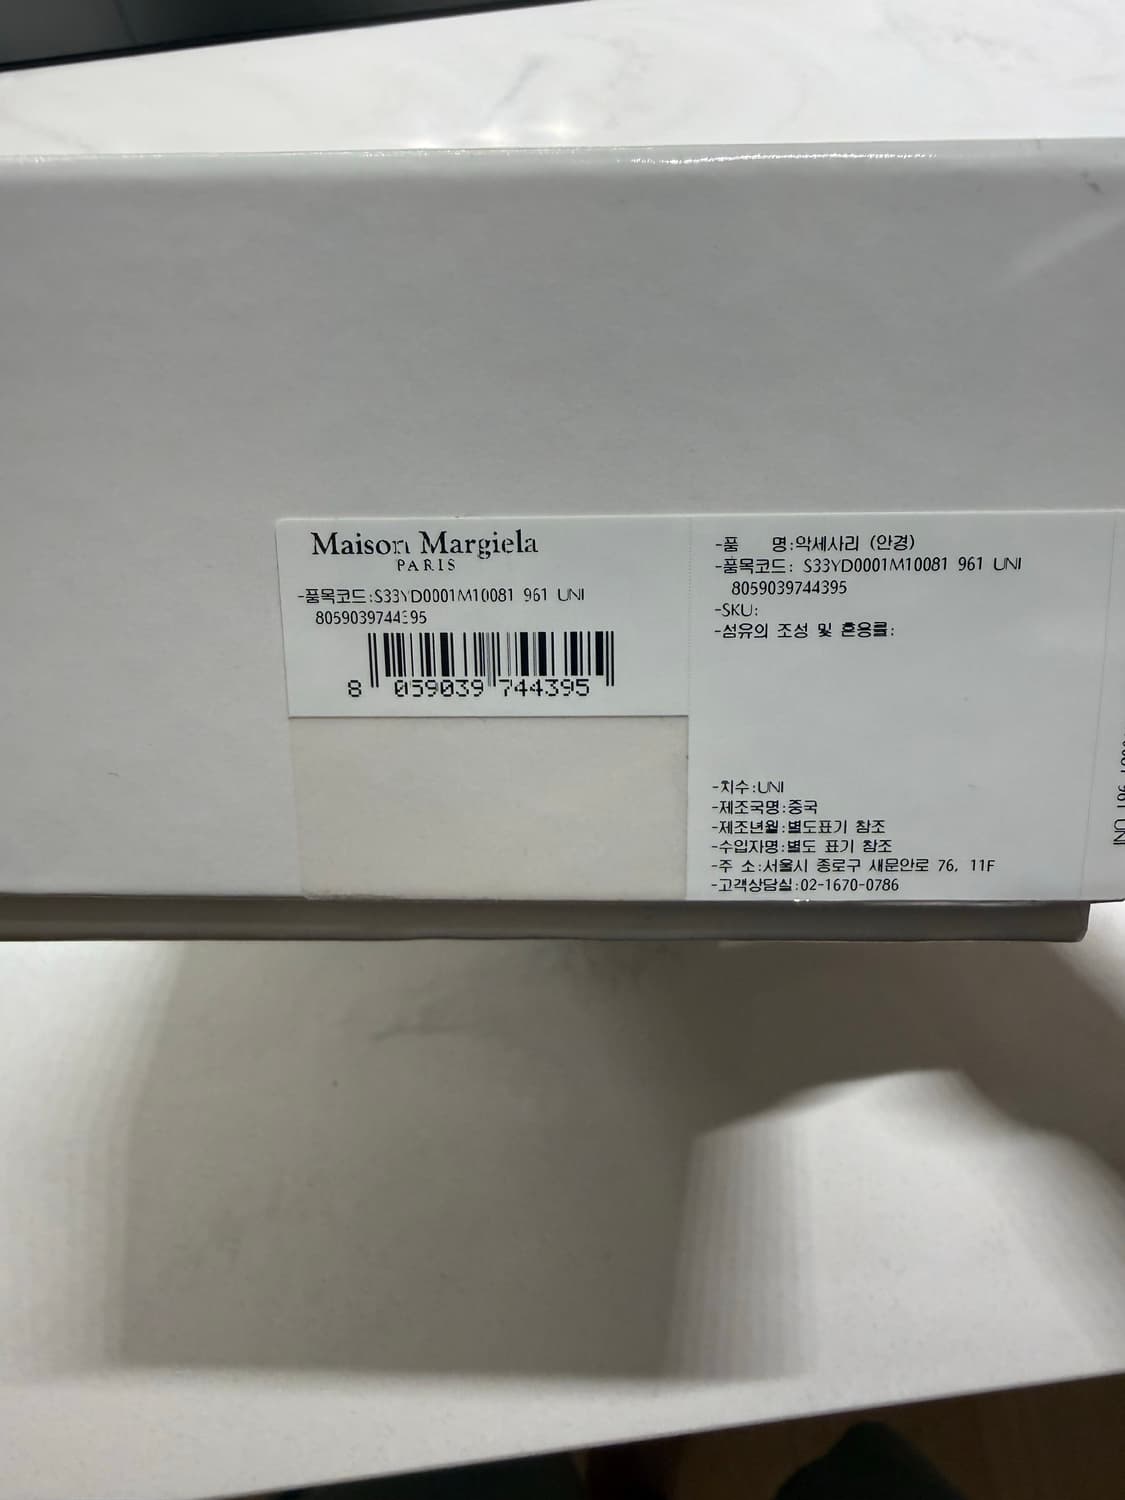 Maison Margiela
PARIS
-품목코드:S33YD0001M10081 961 UNI
8059039744395
8 059039 744395
-품 명:악세사리 (안경)
-품목코드: S33YD0001M10081 961 UNI
8059039744395
-SKU:
-섬유의 조성 및 혼용률:
-치수:UNI
-제조국명:중국
-제조년월:별도표기 참조
-수입자명:별도 표기 참조
-주 소:서울시 종로구 새문안로 76, 11F
-고객상담실:02-1670-0786
961 UNI